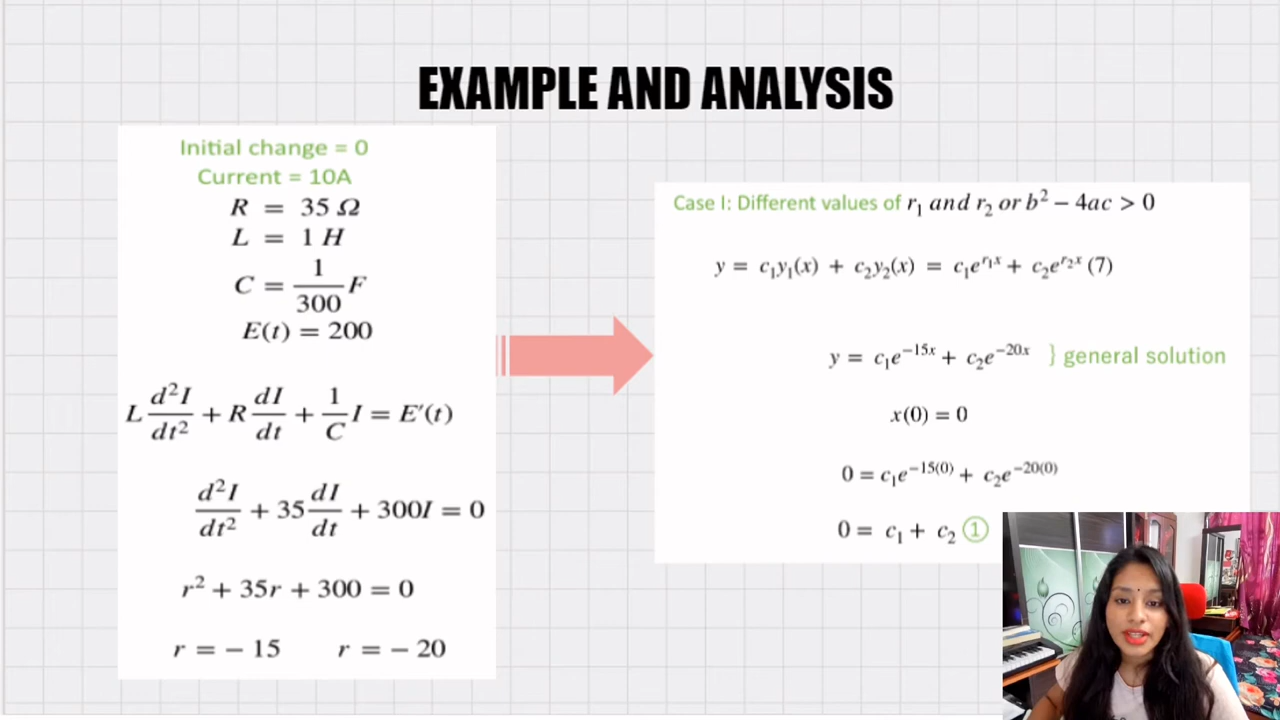 EXAMPLE AND ANALYSIS
Initial change = 0
Current = 10A
R = 35 Ω
L = 1 H
C = 1/300 F
E(t) = 200
L d²I/dt² + R dI/dt + 1/C I = E'(t)
d²I/dt² + 35 dI/dt + 300I = 0
r² + 35r + 300 = 0
r = − 15 r = − 20
Case I: Different values of r₁ and r₂ or b² − 4ac > 0
y = c₁y₁(x) + c₂y₂(x) = c₁e^{r₁x} + c₂e^{r₂x} (7)
y = c₁e^{−15x} + c₂e^{−20x} } general solution
x(0) = 0
0 = c₁e^{−15(0)} + c₂e^{−20(0)}
0 = c₁ + c₂ ①